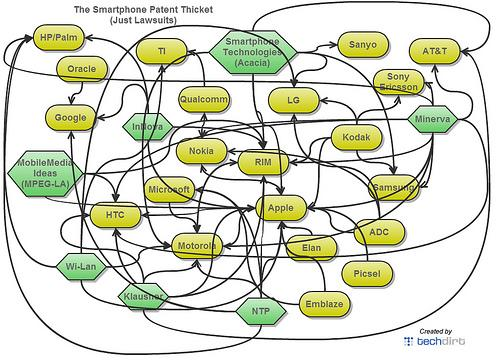 The Smartphone Patent Thicket
(Just Lawsuits)
HP/Palm
TI
Smartphone
Technologies
(Acacia)
Sanyo
AT&T
Oracle
Sony
Ericsson
Google
Qualcomm
LG
InNova
Minerva
Kodak
MobileMedia
Ideas
(MPEG-LA)
Nokia
RIM
Microsoft
Samsung
HTC
Apple
Motorola
Elan
ADC
Wi-Lan
Picsel
Klausner
NTP
Emblaze
Created by
techdirt